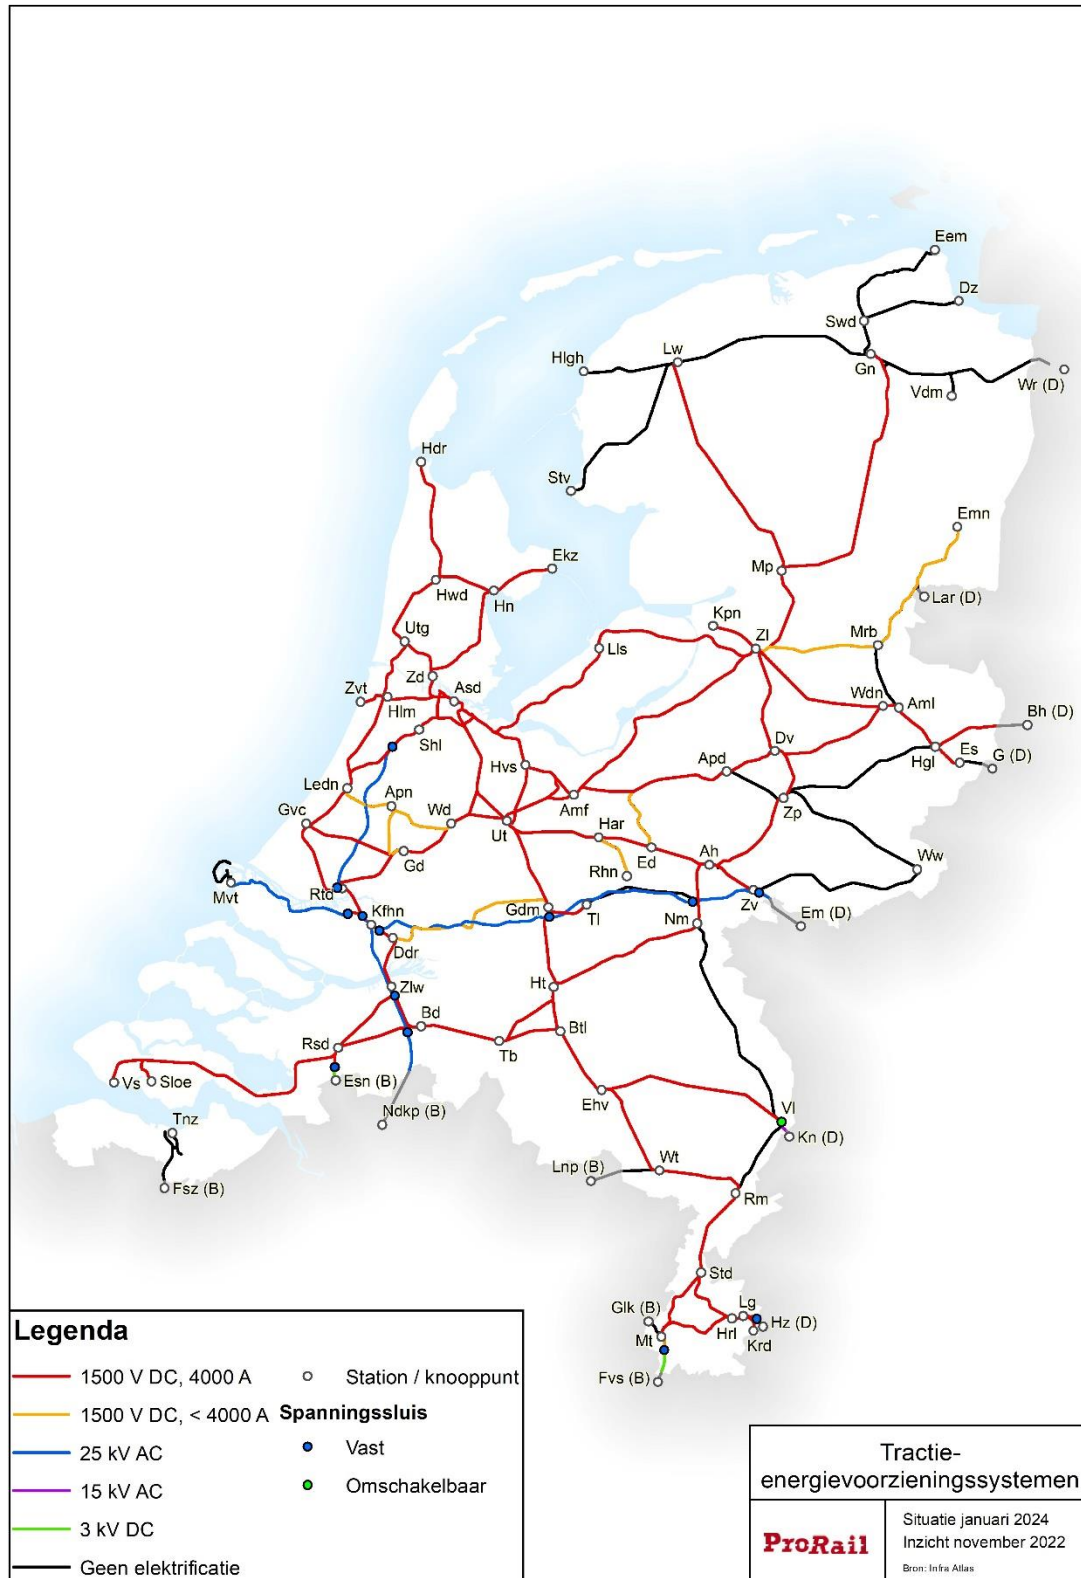 Eem
Dz
Swd
Lw
Hlgh
Gn
Wr (D)
Vdm
Hdr
Stv
Emn
Ekz
Mp
Hwd
Hn
Lar (D)
Kpn
Utg
Zl
Mrb
Lls
Zd
Zvt
Asd
Wdn
Aml
Hlm
Bh (D)
Shl
Dv
Es
Hvs
Apd
Hgl
G (D)
Ledn
Apn
Gvc
Wd
Amf
Zp
Ut
Har
Gd
Ed
Ah
Ww
Rhn
Mvt
Rtd
Zv
Kfhn
Gdm
Tl
Em (D)
Nm
Ddr
Zlw
Ht
Bd
Btl
Rsd
Tb
Vs
Sloe
Esn (B)
Ehv
Ndkp (B)
Vl
Tnz
Kn (D)
Wt
Lnp (B)
Fsz (B)
Rm
Std
Glk (B)
Lg
Hz (D)
Mt
Hrl
Krd
Fvs (B)
Legenda
1500 V DC, 4000 A
Station / knooppunt
1500 V DC, < 4000 A
Spanningssluis
25 kV AC
Vast
15 kV AC
Omschakelbaar
3 kV DC
Geen elektrificatie
Tractie-
energievoorzieningssystemen
ProRail
Situatie januari 2024
Inzicht november 2022
Bron: Infra Atlas